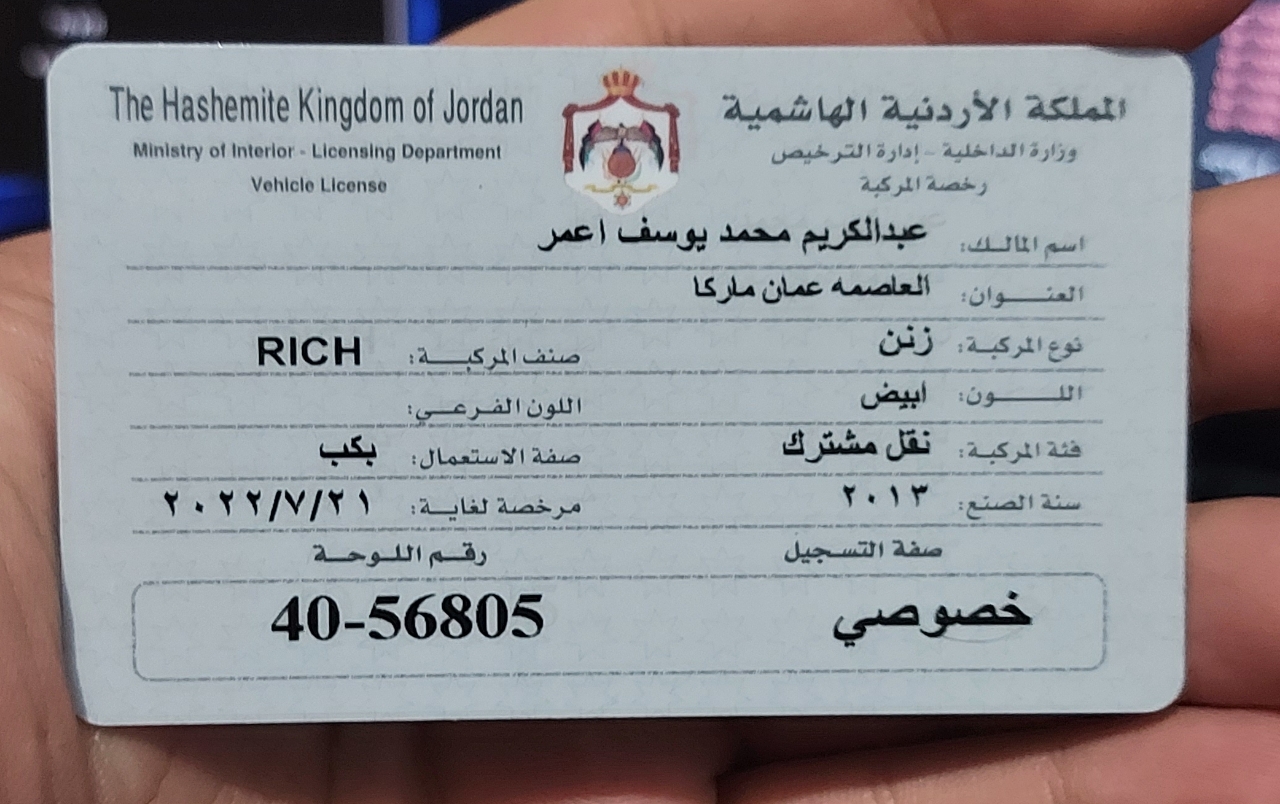 The Hashemite Kingdom of Jordan
المملكة الأردنية الهاشمية
Ministry of Interior - Licensing Department
وزارة الداخلية - إدارة الترخيص
Vehicle License
رخصة المركبة
اسم المالك: عبدالكريم محمد يوسف اعمر
العنوان: العاصمه عمان ماركا
نوع المركبة: زنن صنف المركبة: RICH
اللون: ابيض اللون الفرعي:
فئة المركبة: نقل مشترك صفة الاستعمال: بكب
سنة الصنع: ٢٠١٣ مرخصة لغاية: ٢٠٢٢/٧/٢١
صفة التسجيل رقم اللوحة
خصوصي 40-56805